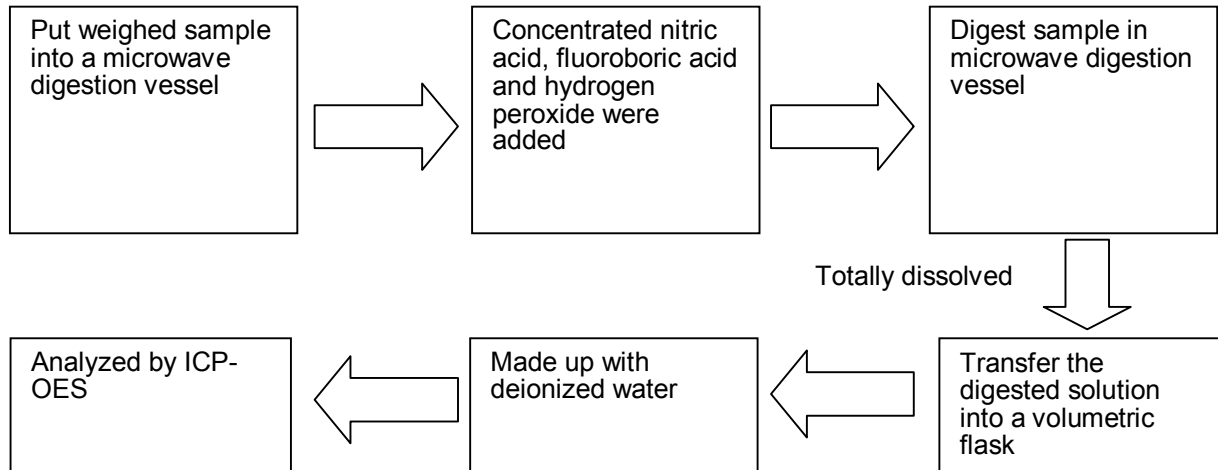 Put weighed sample
into a microwave
digestion vessel
Concentrated nitric
acid, fluoroboric acid
and hydrogen
peroxide were
added
Digest sample in
microwave digestion
vessel
Totally dissolved
Transfer the
digested solution
into a volumetric
flask
Made up with
deionized water
Analyzed by ICP-
OES